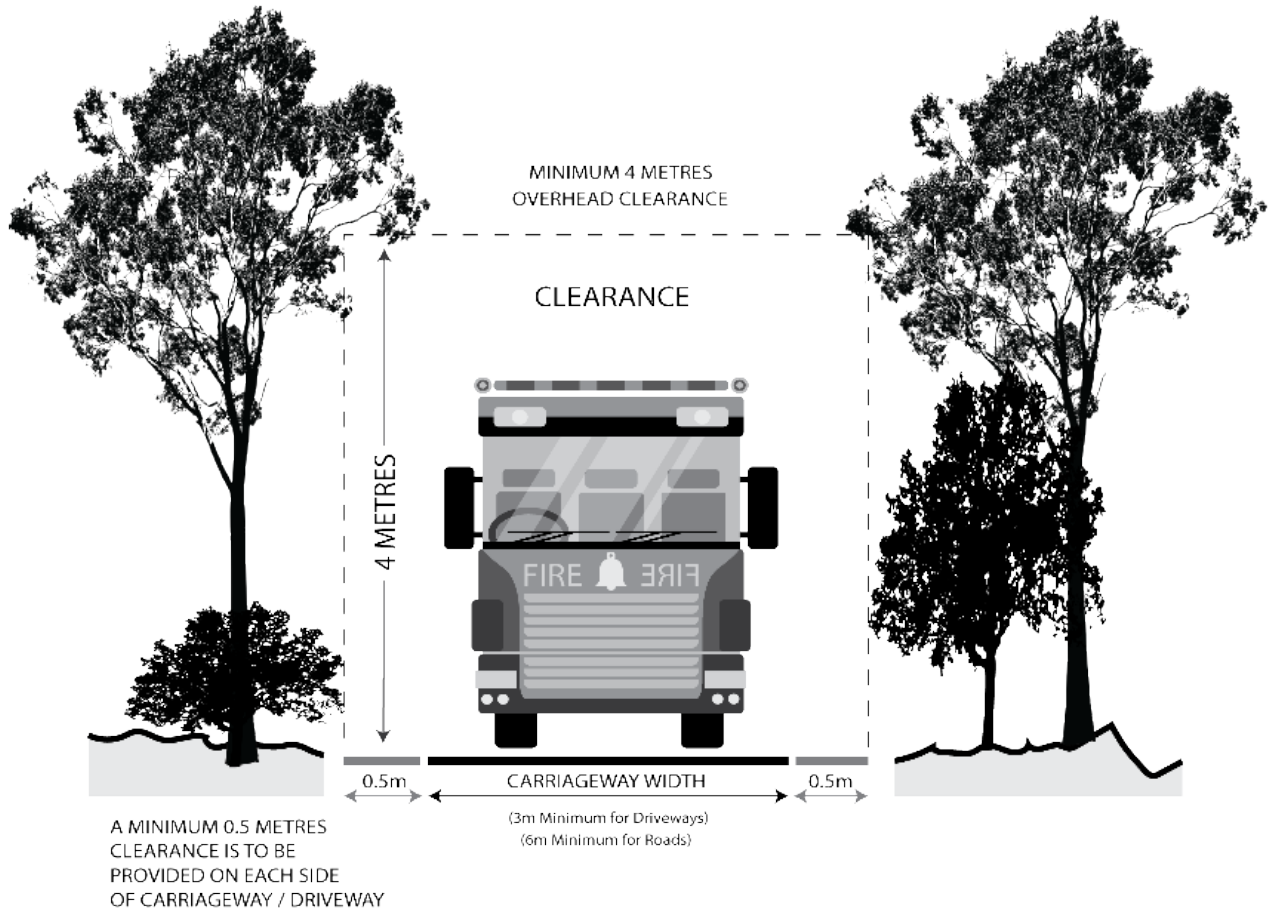 MINIMUM 4 METRES
OVERHEAD CLEARANCE
CLEARANCE
4 METRES
FIRE FIRE
0.5m
CARRIAGEWAY WIDTH
0.5m
(3m Minimum for Driveways)
(6m Minimum for Roads)
A MINIMUM 0.5 METRES
CLEARANCE IS TO BE
PROVIDED ON EACH SIDE
OF CARRIAGEWAY / DRIVEWAY